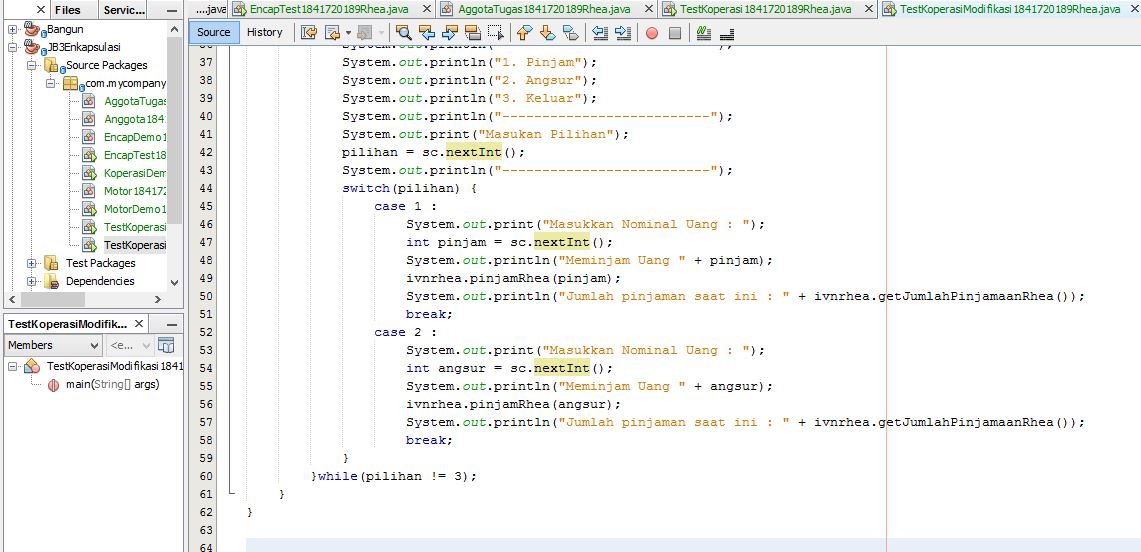 Files
Servic...
Bangun
JB3Enkapsulasi
Source Packages
com.mycompany
AggotaTugas
Anggota184
EncapDemo1
EncapTest18
KoperasiDem
Motor18417
MotorDemo1
TestKoperasi
TestKoperasi
Test Packages
Dependencies
TestKoperasiModifik...
Members
<e...
TestKoperasiModifikasi1841
main(String[] args)
....java
EncapTest1841720189Rhea.java
AggotaTugas1841720189Rhea.java
TestKoperasi1841720189Rhea.java
TestKoperasiModifikasi1841720189Rhea.java
Source
History
37 System.out.println("1. Pinjam");
38 System.out.println("2. Angsur");
39 System.out.println("3. Keluar");
40 System.out.println("--------------------------");
41 System.out.print("Masukan Pilihan");
42 pilihan = sc.nextInt();
43 System.out.println("--------------------------");
44 switch(pilihan) {
45 case 1 :
46 System.out.print("Masukkan Nominal Uang : ");
47 int pinjam = sc.nextInt();
48 System.out.println("Meminjam Uang " + pinjam);
49 ivnrhea.pinjamRhea(pinjam);
50 System.out.println("Jumlah pinjaman saat ini : " + ivnrhea.getJumlahPinjamaanRhea());
51 break;
52 case 2 :
53 System.out.print("Masukkan Nominal Uang : ");
54 int angsur = sc.nextInt();
55 System.out.println("Meminjam Uang " + angsur);
56 ivnrhea.pinjamRhea(angsur);
57 System.out.println("Jumlah pinjaman saat ini : " + ivnrhea.getJumlahPinjamaanRhea());
58 break;
59 }
60 }while(pilihan != 3);
61 }
62 }
63
64